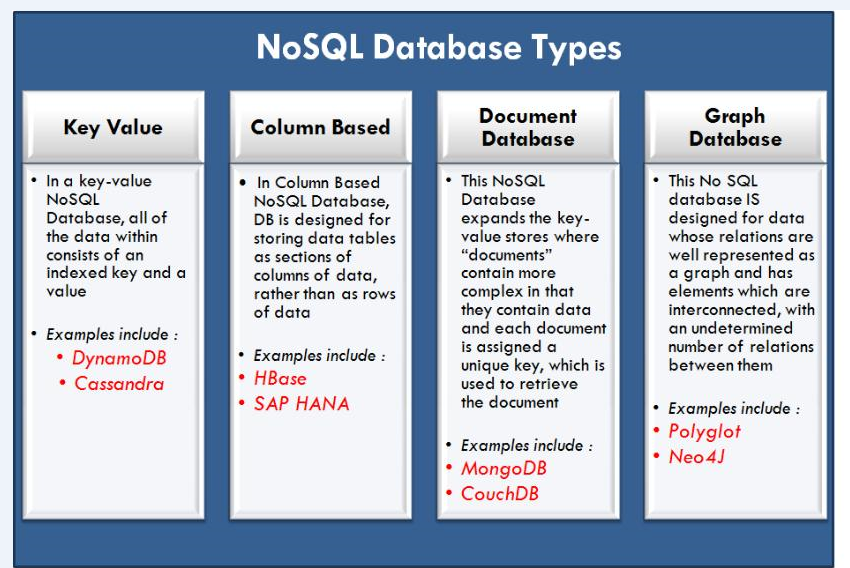 NoSQL Database Types
Key Value
• In a key-value
NoSQL
Database, all of
the data within
consists of an
indexed key and a
value
• Examples include :
• DynamoDB
• Cassandra
Column Based
• In Column Based
NoSQL Database,
DB is designed for
storing data tables
as sections of
columns of data,
rather than as rows
of data
• Examples include :
• HBase
• SAP HANA
Document
Database
• This NoSQL
Database
expands the key-
value stores where
“documents”
contain more
complex in that
they contain data
and each document
is assigned a
unique key, which is
used to retrieve
the document
• Examples include :
• MongoDB
• CouchDB
Graph
Database
• This No SQL
database IS
designed for data
whose relations are
well represented as
a graph and has
elements which are
interconnected, with
an undetermined
number of relations
between them
• Examples include :
• Polyglot
• Neo4J